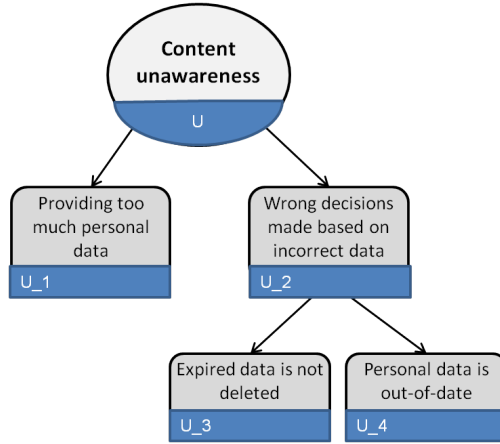 Content
unawareness
U
Providing too
much personal
data
U_1
Wrong decisions
made based on
incorrect data
U_2
Expired data is not
deleted
U_3
Personal data is
out-of-date
U_4